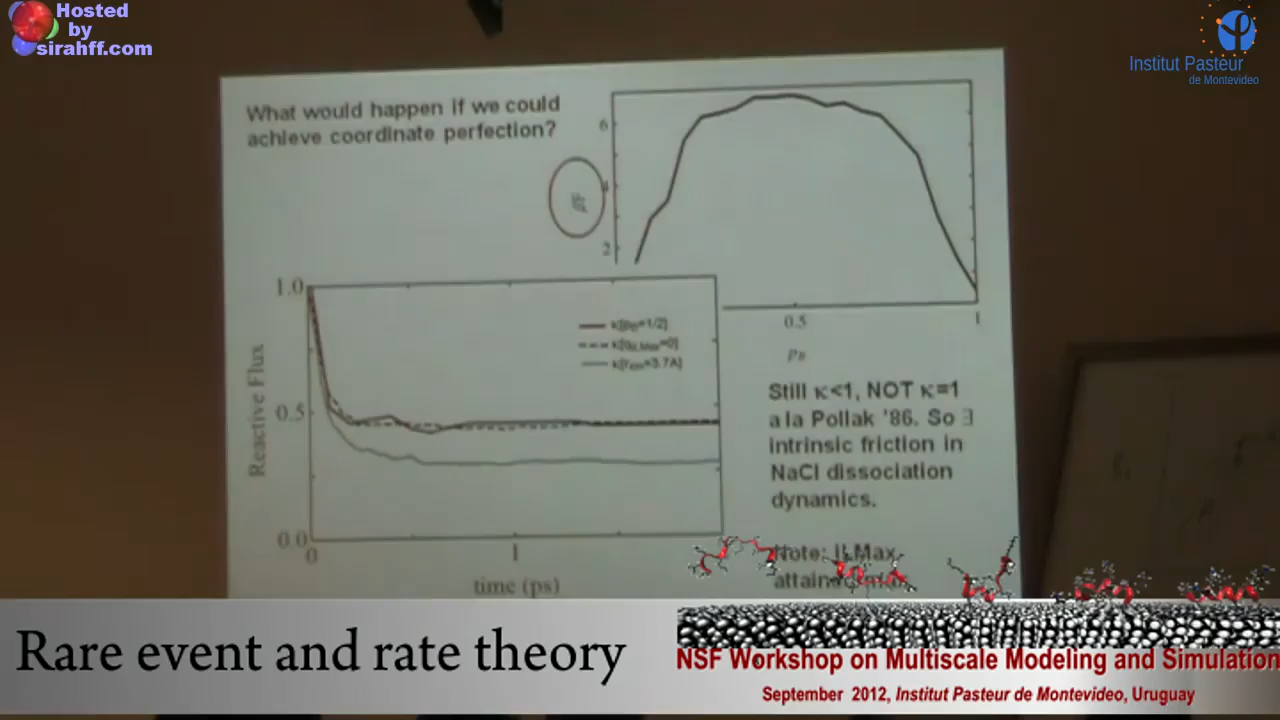 Hosted
by
sirahff.com
Institut Pasteur
de Montevideo
What would happen if we could
achieve coordinate perfection?
6
4
2
0.5
1
1.0
0.5
0.0
0
1
Reactive Flux
time (ps)
Still κ<1, NOT κ=1
a la Pollak '86. So ∃
intrinsic friction in
NaCl dissociation
dynamics.
Note:
Rare event and rate theory
NSF Workshop on Multiscale Modeling and Simulation
September 2012, Institut Pasteur de Montevideo, Uruguay